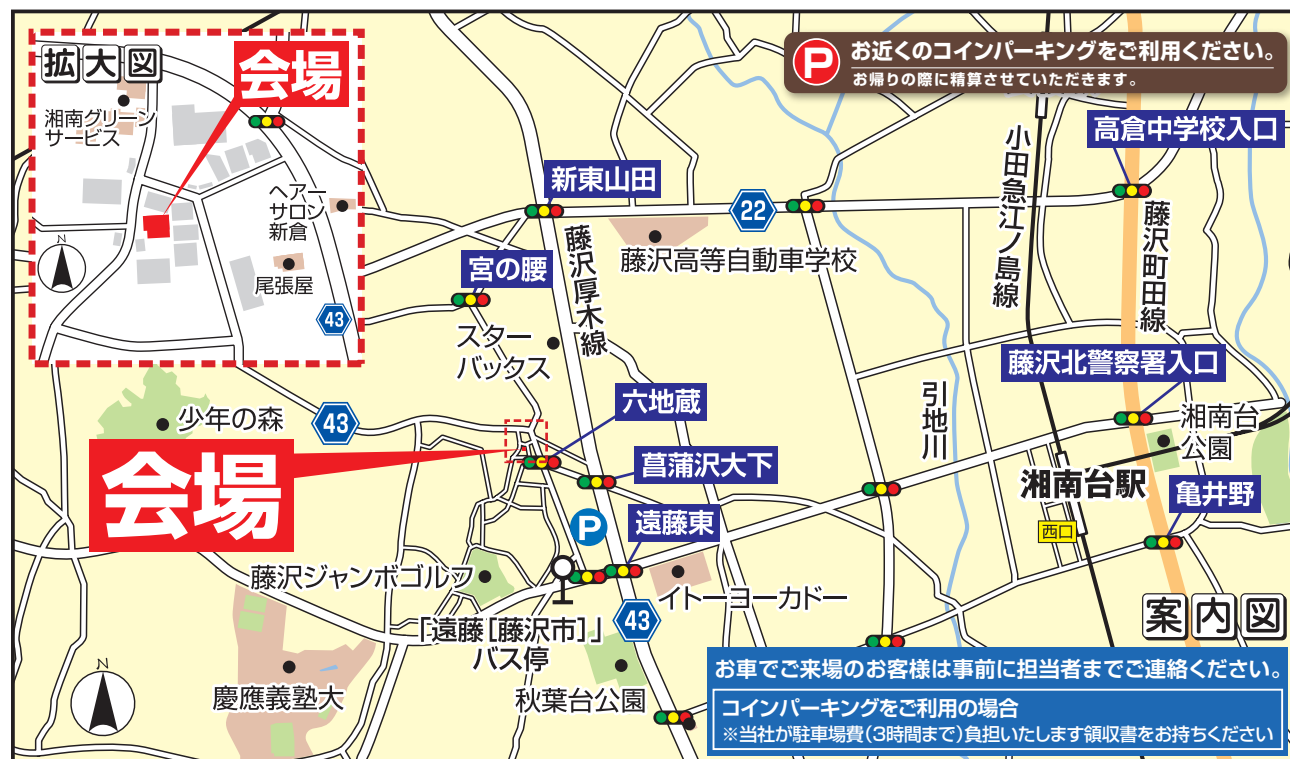 拡大図
会場
湘南グリーン
サービス
ヘアー
サロン
新倉
尾張屋
N
43
P
お近くのコインパーキングをご利用ください。
お帰りの際に精算させていただきます。
高倉中学校入口
新東山田
22
小田急江ノ島線
藤沢町田線
藤沢高等自動車学校
宮の腰
藤沢厚木線
スター
バックス
藤沢北警察署入口
六地蔵
引地川
少年の森
43
湘南台
公園
会場
菖蒲沢大下
湘南台駅
亀井野
P
遠藤東
西口
藤沢ジャンボゴルフ
イトーヨーカドー
43
案内図
「遠藤[藤沢市]」
バス停
N
慶應義塾大
秋葉台公園
お車でご来場のお客様は事前に担当者までご連絡ください。
コインパーキングをご利用の場合
※当社が駐車場費(3時間まで)負担いたします領収書をお持ちください